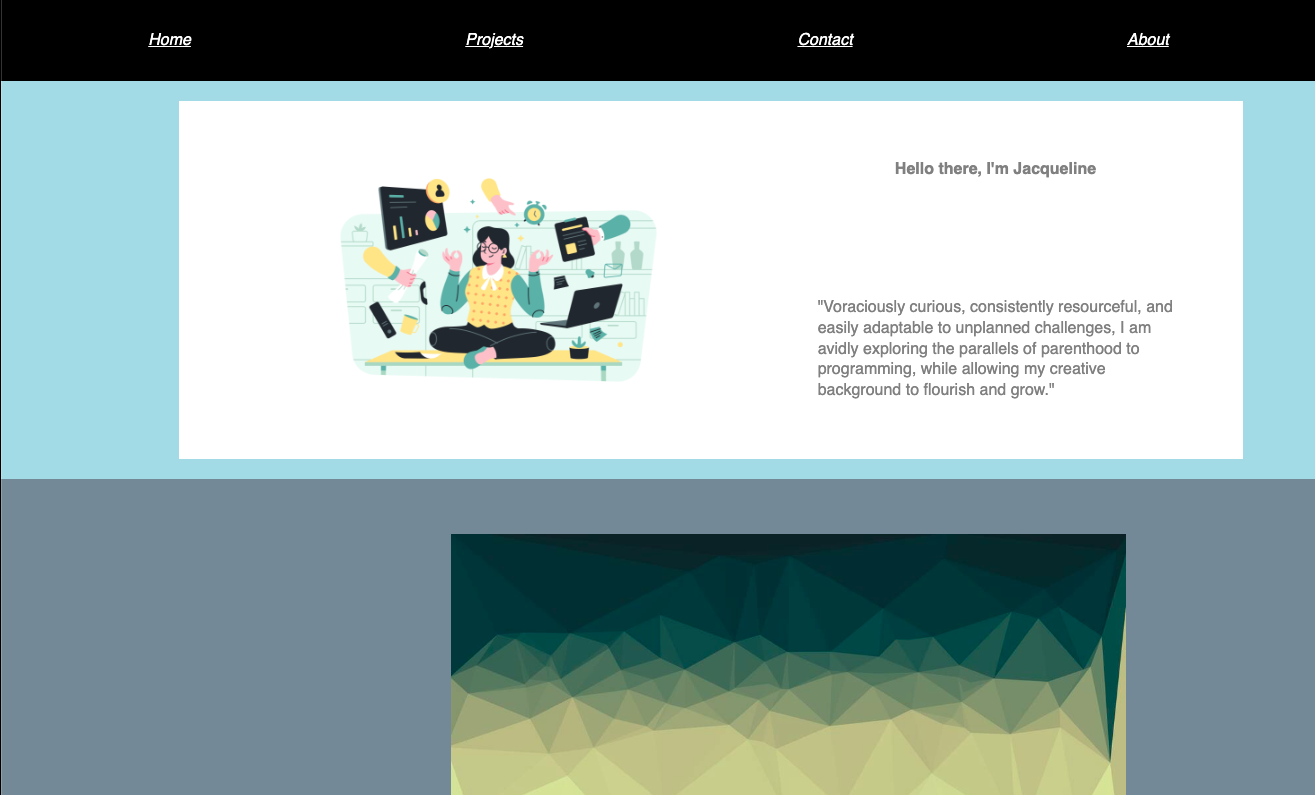 Home Projects Contact About
Hello there, I'm Jacqueline
"Voraciously curious, consistently resourceful, and
easily adaptable to unplanned challenges, I am
avidly exploring the parallels of parenthood to
programming, while allowing my creative
background to flourish and grow."